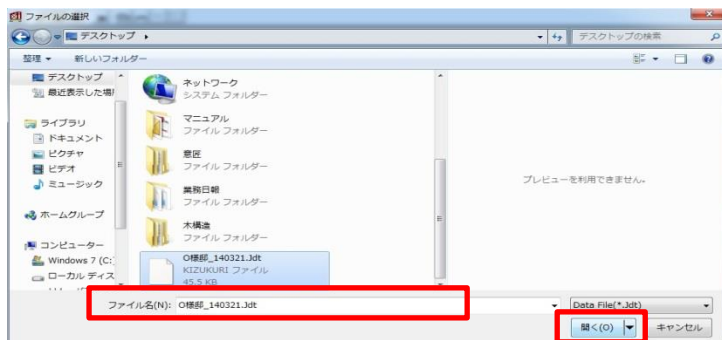 ファイルの選択
デスクトップ
デスクトップの検索
整理 新しいフォルダー
デスクトップ
最近表示した場
ライブラリ
ドキュメント
ピクチャ
ビデオ
ミュージック
ホームグループ
コンピューター
Windows 7 (C:
ローカル ディス
ネットワーク
システム フォルダー
マニュアル
ファイル フォルダー
意匠
ファイル フォルダー
業務日報
ファイル フォルダー
木構造
ファイル フォルダー
O様邸_140321.Jdt
KIZUKURI ファイル
45.5 KB
プレビューを利用できません。
ファイル名(N): O様邸_140321.Jdt
Data File(*.Jdt)
開く(O) キャンセル